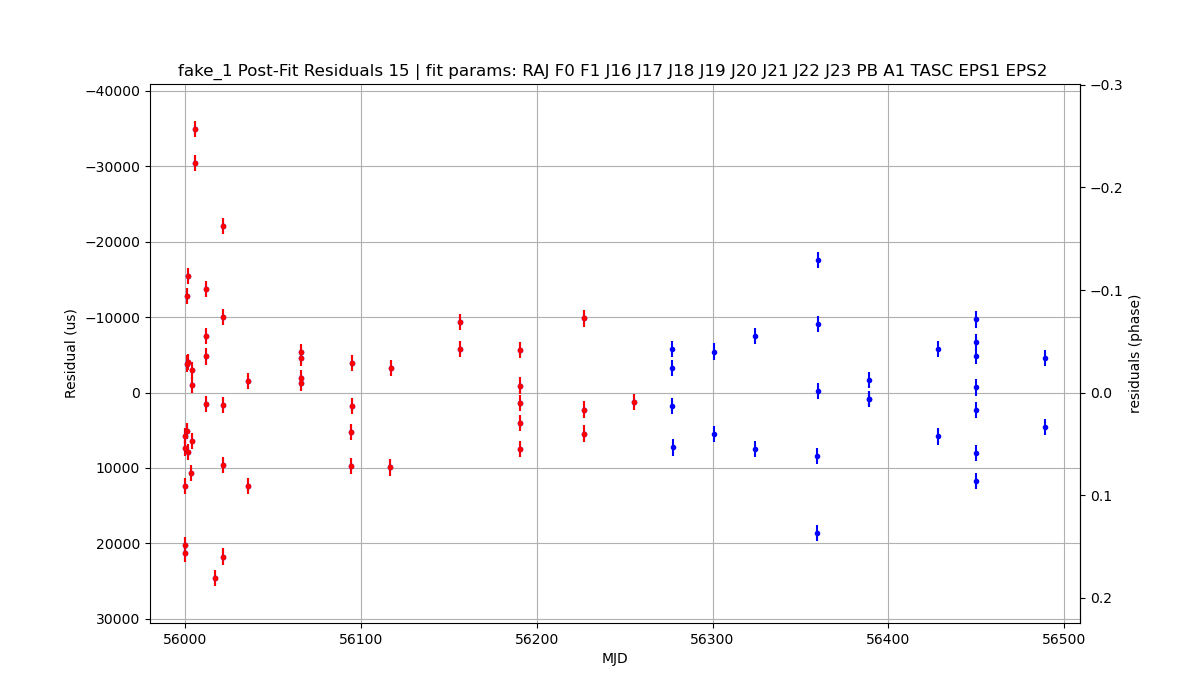 fake_1 Post-Fit Residuals 15 | fit params: RAJ F0 F1 J16 J17 J18 J19 J20 J21 J22 J23 PB A1 TASC EPS1 EPS2
−40000
−30000
−20000
−10000
0
10000
20000
30000
Residual (us)
−0.3
−0.2
−0.1
0.0
0.1
0.2
residuals (phase)
56000 56100 56200 56300 56400 56500
MJD